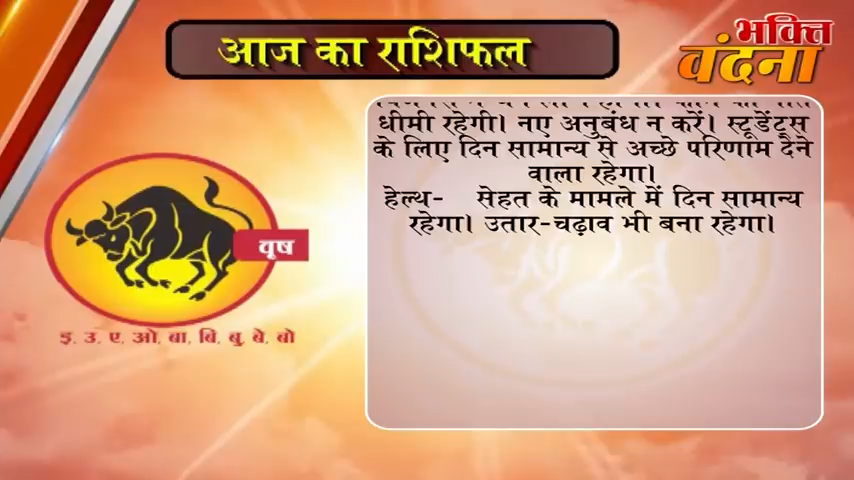 आज का राशिफल
भक्ति
वंदना
धीमी रहेगी। नए अनुबंध न करें। स्टूडेंट्स
के लिए दिन सामान्य से अच्छे परिणाम देने
वाला रहेगा।
हेल्थ- सेहत के मामले में दिन सामान्य
रहेगा। उतार-चढ़ाव भी बना रहेगा।
वृष
इ, उ, ए, ओ, बा, बि, बु, बे, बो